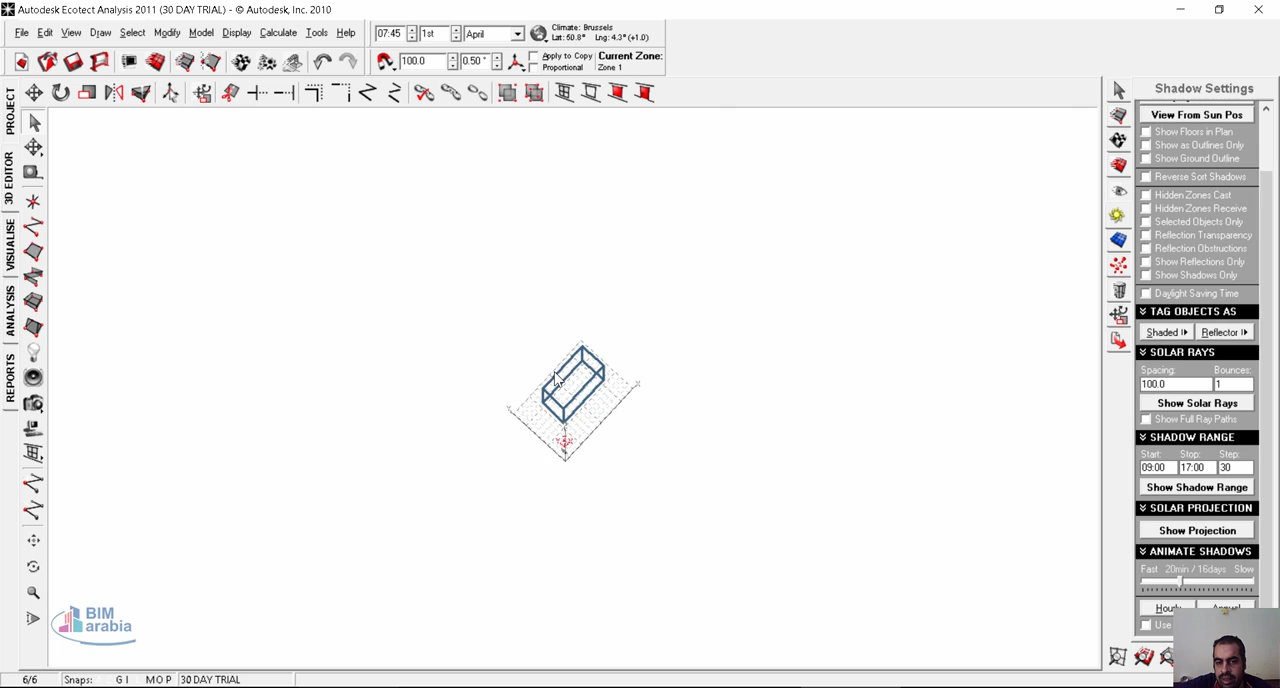 Autodesk Ecotect Analysis 2011 (30 DAY TRIAL) - © Autodesk, Inc. 2010
File Edit View Draw Select Modify Model Display Calculate Tools Help
07:45 1st April
Climate: Brussels
Lat: 50.8° Lng: 4.3° (+1.0)
100.0 0.50 °
Apply to Copy
Proportional
Current Zone:
Zone 1
PROJECT
3D EDITOR
VISUALISE
ANALYSIS
REPORTS
Shadow Settings
View From Sun Pos
Show Floors in Plan
Show as Outlines Only
Show Ground Outline
Reverse Sort Shadows
Hidden Zones Cast
Hidden Zones Receive
Selected Objects Only
Reflection Transparency
Reflection Obstructions
Show Reflections Only
Show Shadows Only
Daylight Saving Time
TAG OBJECTS AS
Shaded Reflector
SOLAR RAYS
Spacing: Bounces:
100.0 1
Show Solar Rays
Show Full Ray Paths
SHADOW RANGE
Start: Stop: Step:
09:00 17:00 30
Show Shadow Range
SOLAR PROJECTION
Show Projection
ANIMATE SHADOWS
Fast 20min / 16days Slow
Use
BIM
arabia
6/6 Snaps: G I M O P 30 DAY TRIAL